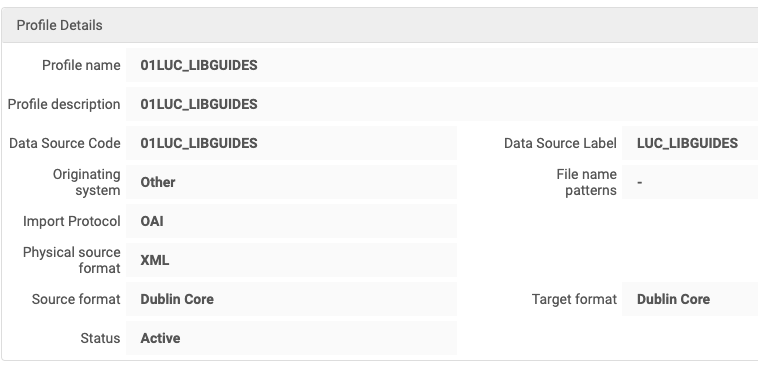 Profile Details
Profile name 01LUC_LIBGUIDES
Profile description 01LUC_LIBGUIDES
Data Source Code 01LUC_LIBGUIDES Data Source Label LUC_LIBGUIDES
Originating system Other File name patterns -
Import Protocol OAI
Physical source format XML
Source format Dublin Core Target format Dublin Core
Status Active